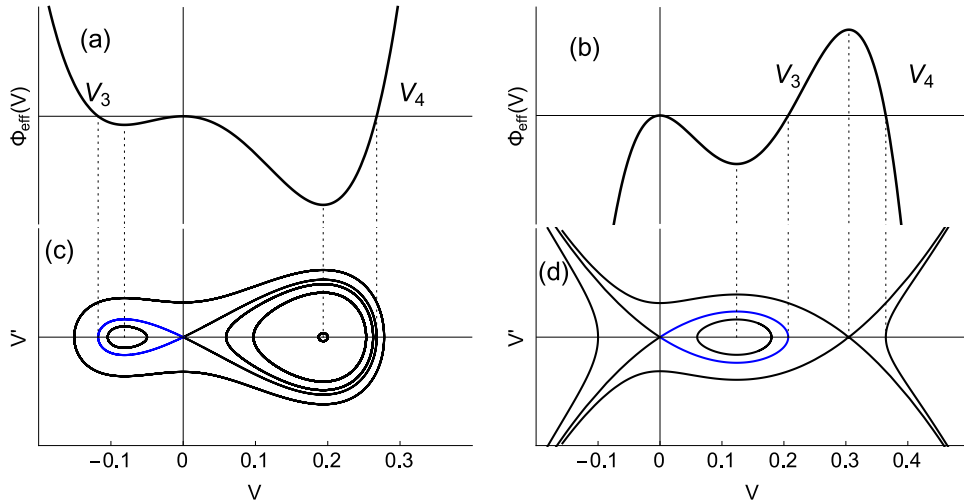 (a)
V3
V4
Φeff(V)
(b)
V3
V4
Φeff(V)
(c)
V'
−0.1 0 0.1 0.2 0.3
V
(d)
V'
−0.1 0 0.1 0.2 0.3 0.4
V